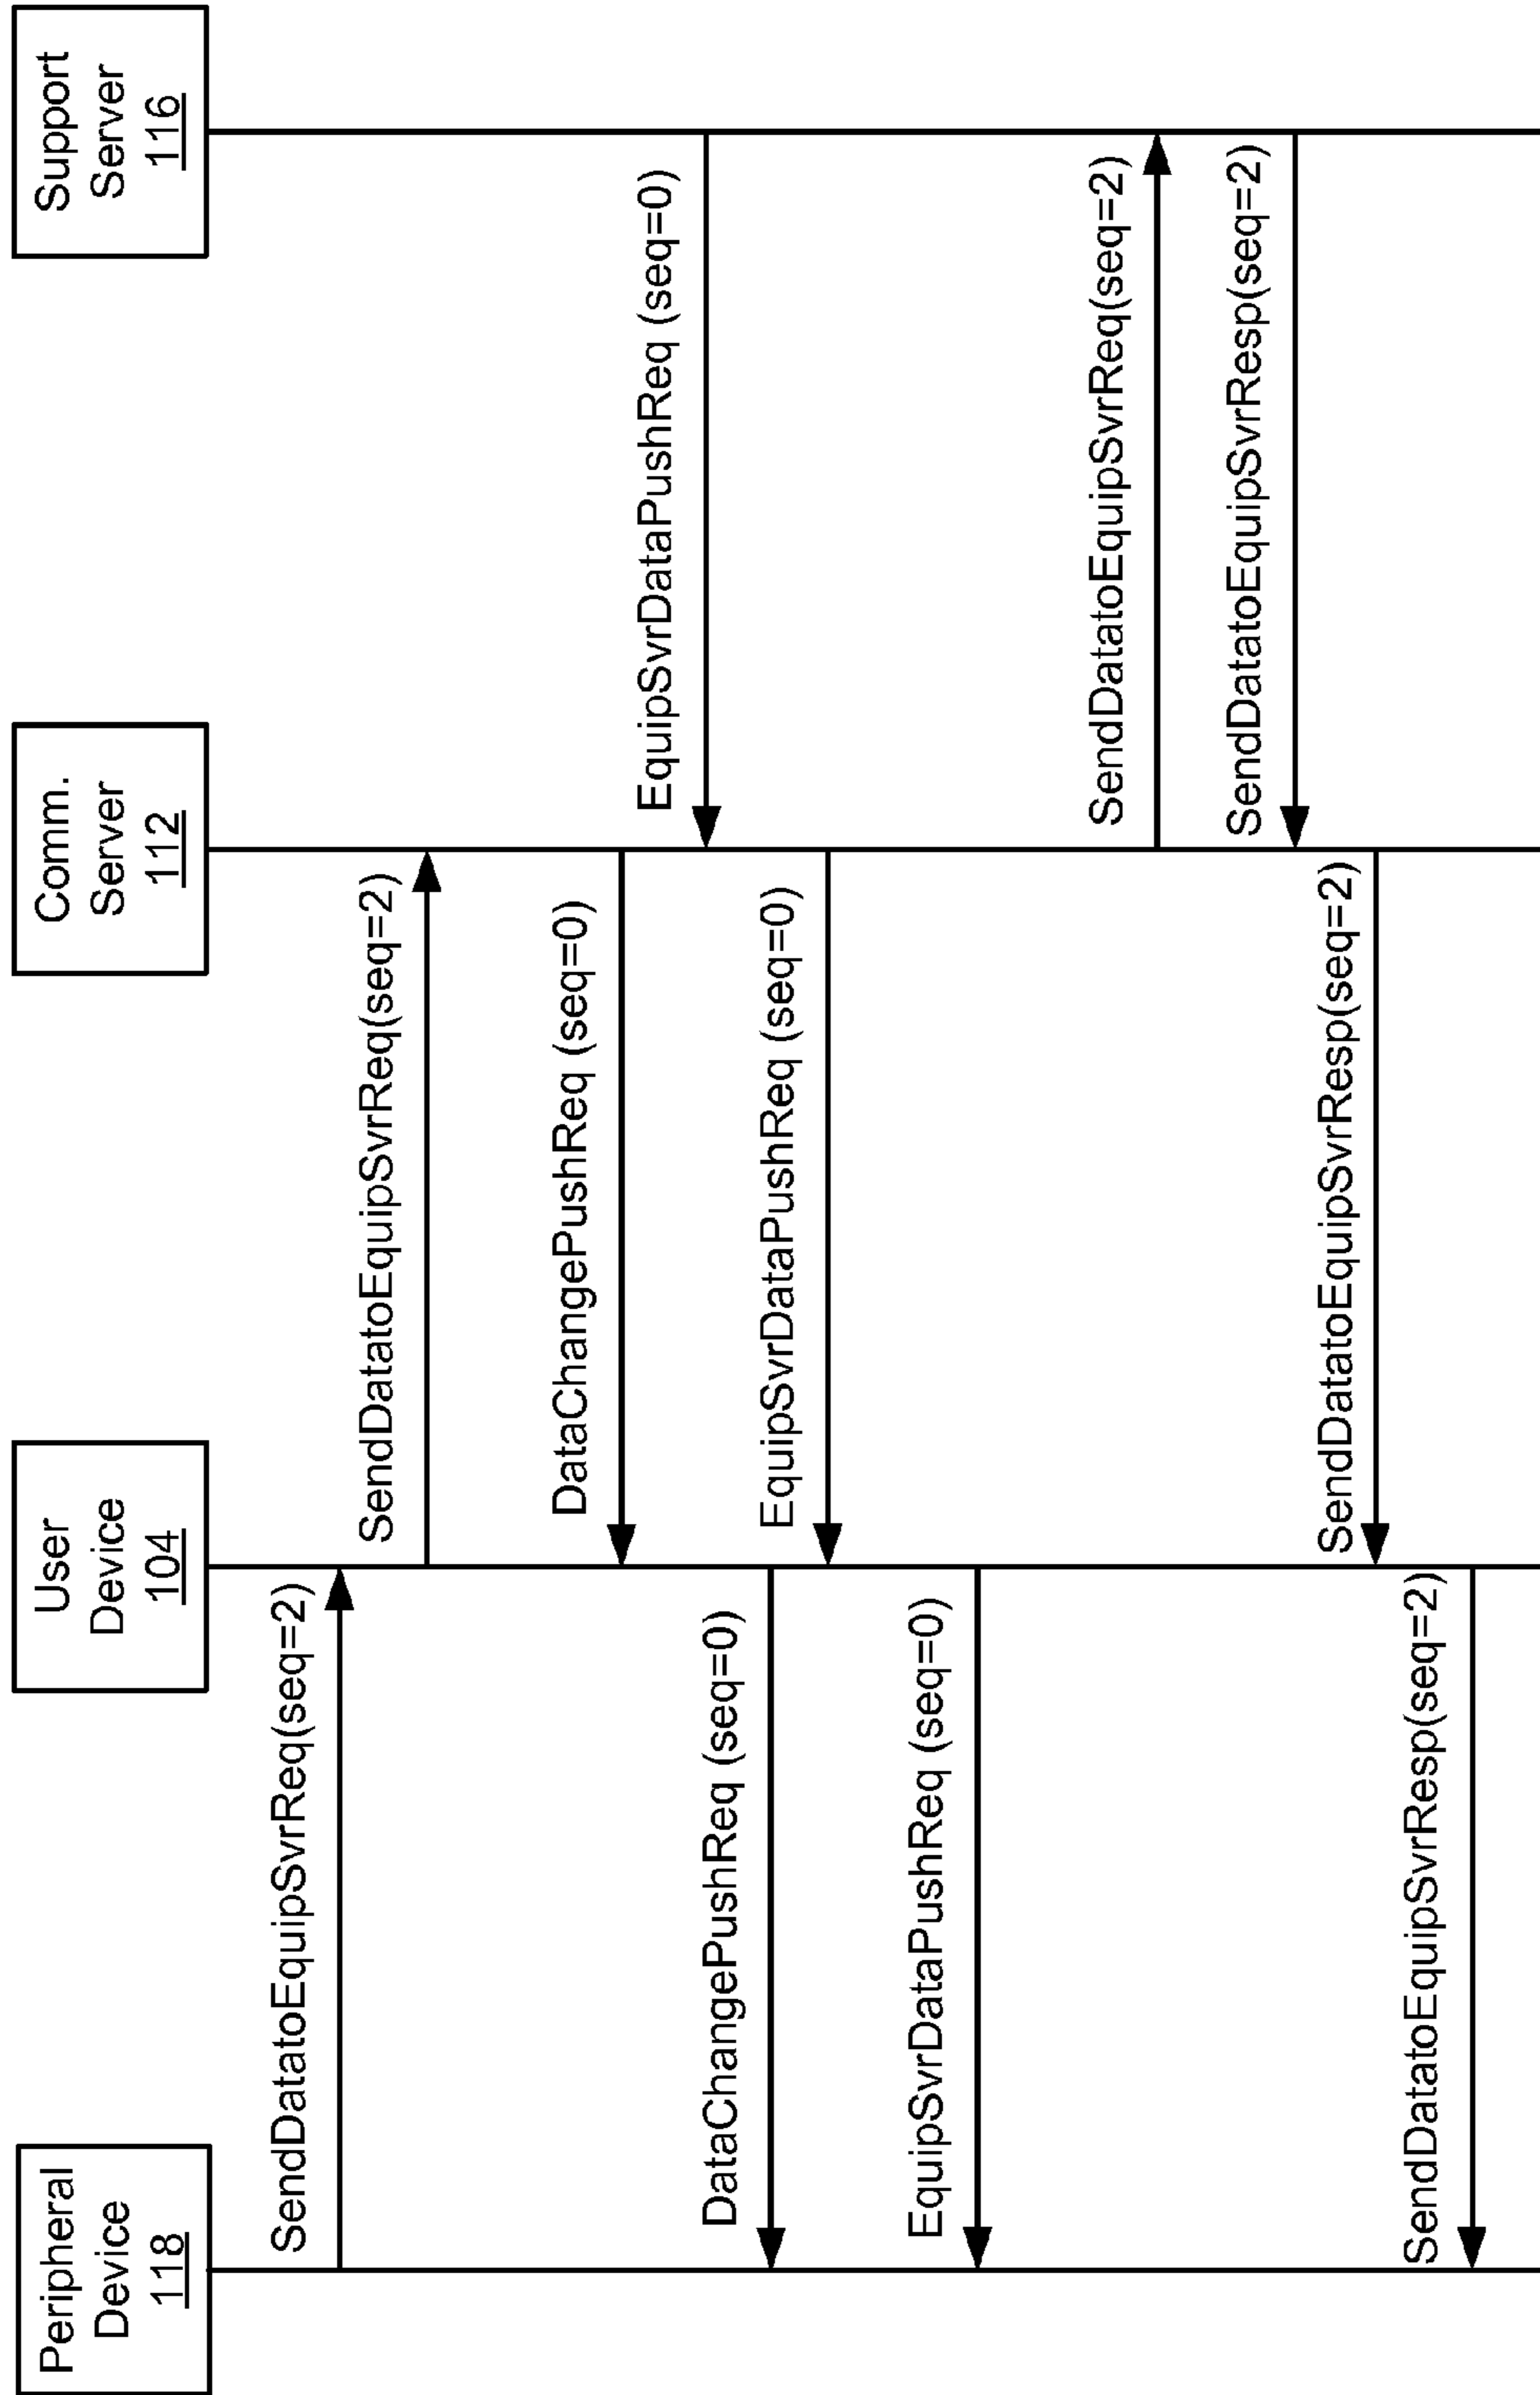 Peripheral
Device
118
User
Device
104
Comm.
Server
112
Support
Server
116
SendDatatoEquipSvrReq(seq=2)
SendDatatoEquipSvrReq(seq=2)
DataChangePushReq (seq=0)
EquipSvrDataPushReq (seq=0)
DataChangePushReq (seq=0)
EquipSvrDataPushReq (seq=0)
EquipSvrDataPushReq (seq=0)
SendDatatoEquipSvrReq(seq=2)
SendDatatoEquipSvrResp(seq=2)
SendDatatoEquipSvrResp(seq=2)
SendDatatoEquipSvrResp(seq=2)